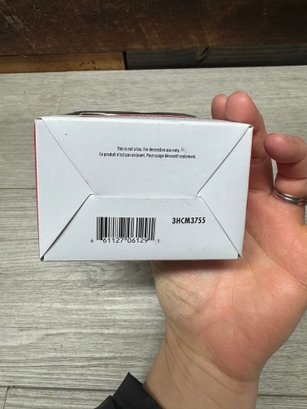 This is not a toy. For decorative use only.
Ce produit n'est pas un jouet. Pour usage décoratif seulement.
3HCM3755
6 61127 06129 1